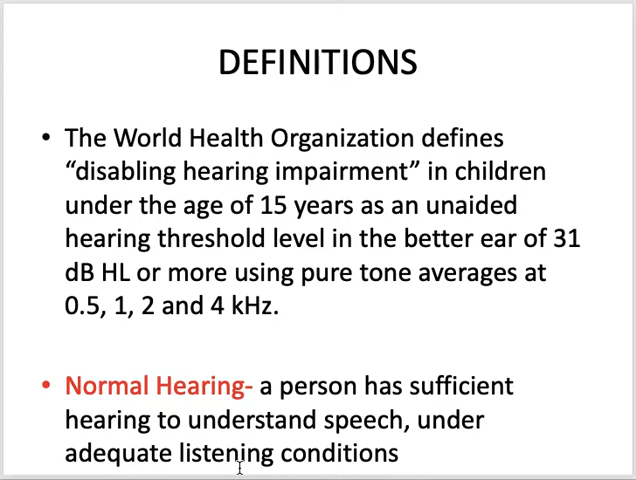 DEFINITIONS
• The World Health Organization defines
“disabling hearing impairment” in children
under the age of 15 years as an unaided
hearing threshold level in the better ear of 31
dB HL or more using pure tone averages at
0.5, 1, 2 and 4 kHz.
• Normal Hearing- a person has sufficient
hearing to understand speech, under
adequate listening conditions